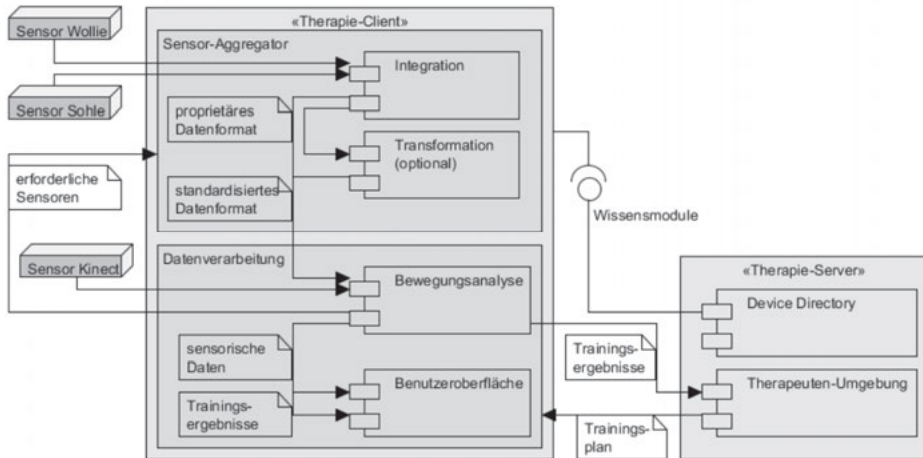 Sensor Wollie
Sensor Sohle
«Therapie-Client»
Sensor-Aggregator
Integration
proprietäres
Datenformat
Transformation
(optional)
standardisiertes
Datenformat
erforderliche
Sensoren
Wissensmodule
Sensor Kinect
Datenverarbeitung
Bewegungsanalyse
sensorische
Daten
Benutzeroberfläche
Trainings-
ergebnisse
«Therapie-Server»
Device Directory
Trainings-
ergebnisse
Therapeuten-Umgebung
Trainings-
plan